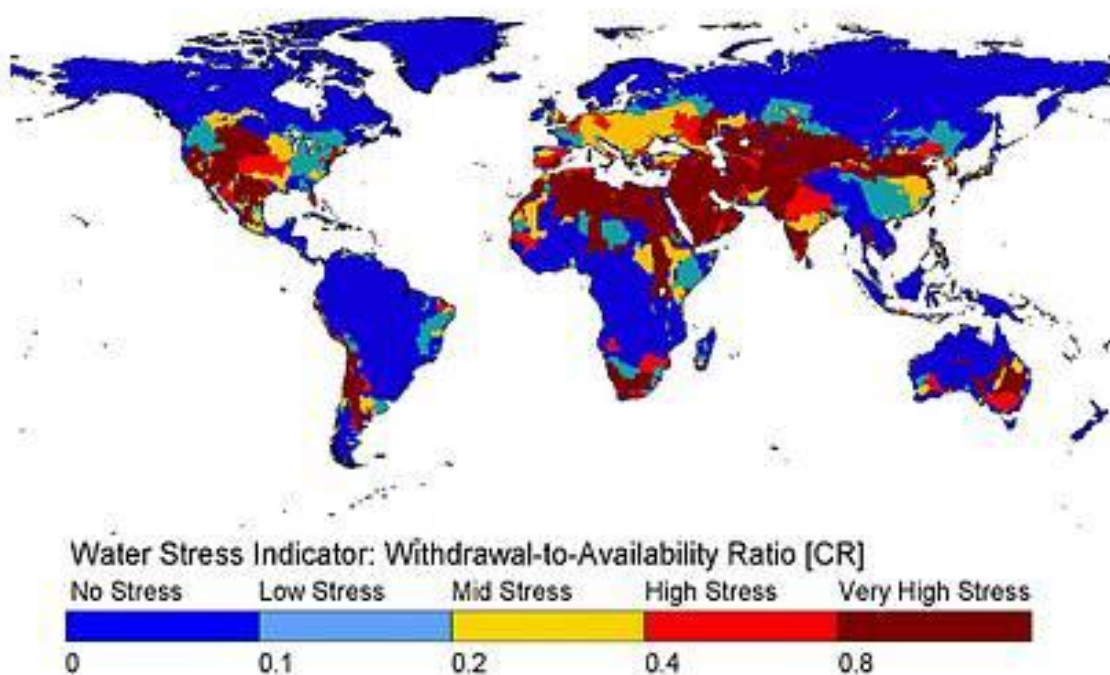 Water Stress Indicator: Withdrawal-to-Availability Ratio [CR]
No Stress Low Stress Mid Stress High Stress Very High Stress
0 0.1 0.2 0.4 0.8